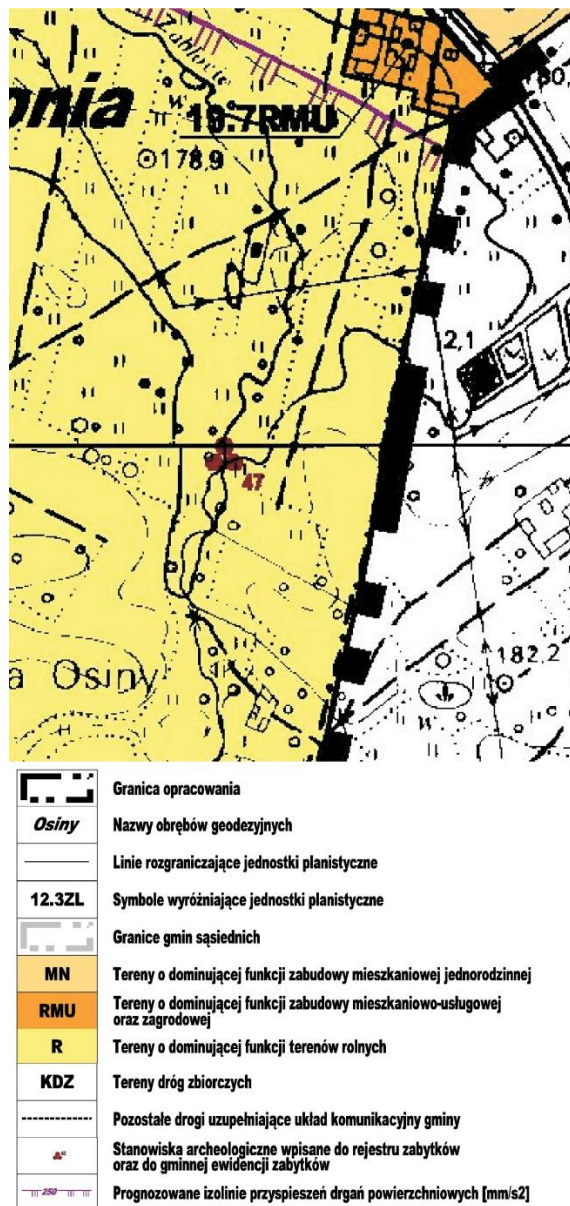 Zabłocie
onia
19.7RMU
178,9
2,1
47
182,2
a Osiny
Granica opracowania
Osiny
Nazwy obrębów geodezyjnych
Linie rozgraniczające jednostki planistyczne
12.3ZL
Symbole wyróżniające jednostki planistyczne
Granice gmin sąsiednich
MN
Tereny o dominującej funkcji zabudowy mieszkaniowej jednorodzinnej
RMU
Tereny o dominującej funkcji zabudowy mieszkaniowo-usługowej
oraz zagrodowej
R
Tereny o dominującej funkcji terenów rolnych
KDZ
Tereny dróg zbiorczych
Pozostałe drogi uzupełniające układ komunikacyjny gminy
Stanowiska archeologiczne wpisane do rejestru zabytków
oraz do gminnej ewidencji zabytków
250
Prognozowane izolinie przyspieszeń drgań powierzchniowych [mm/s2]